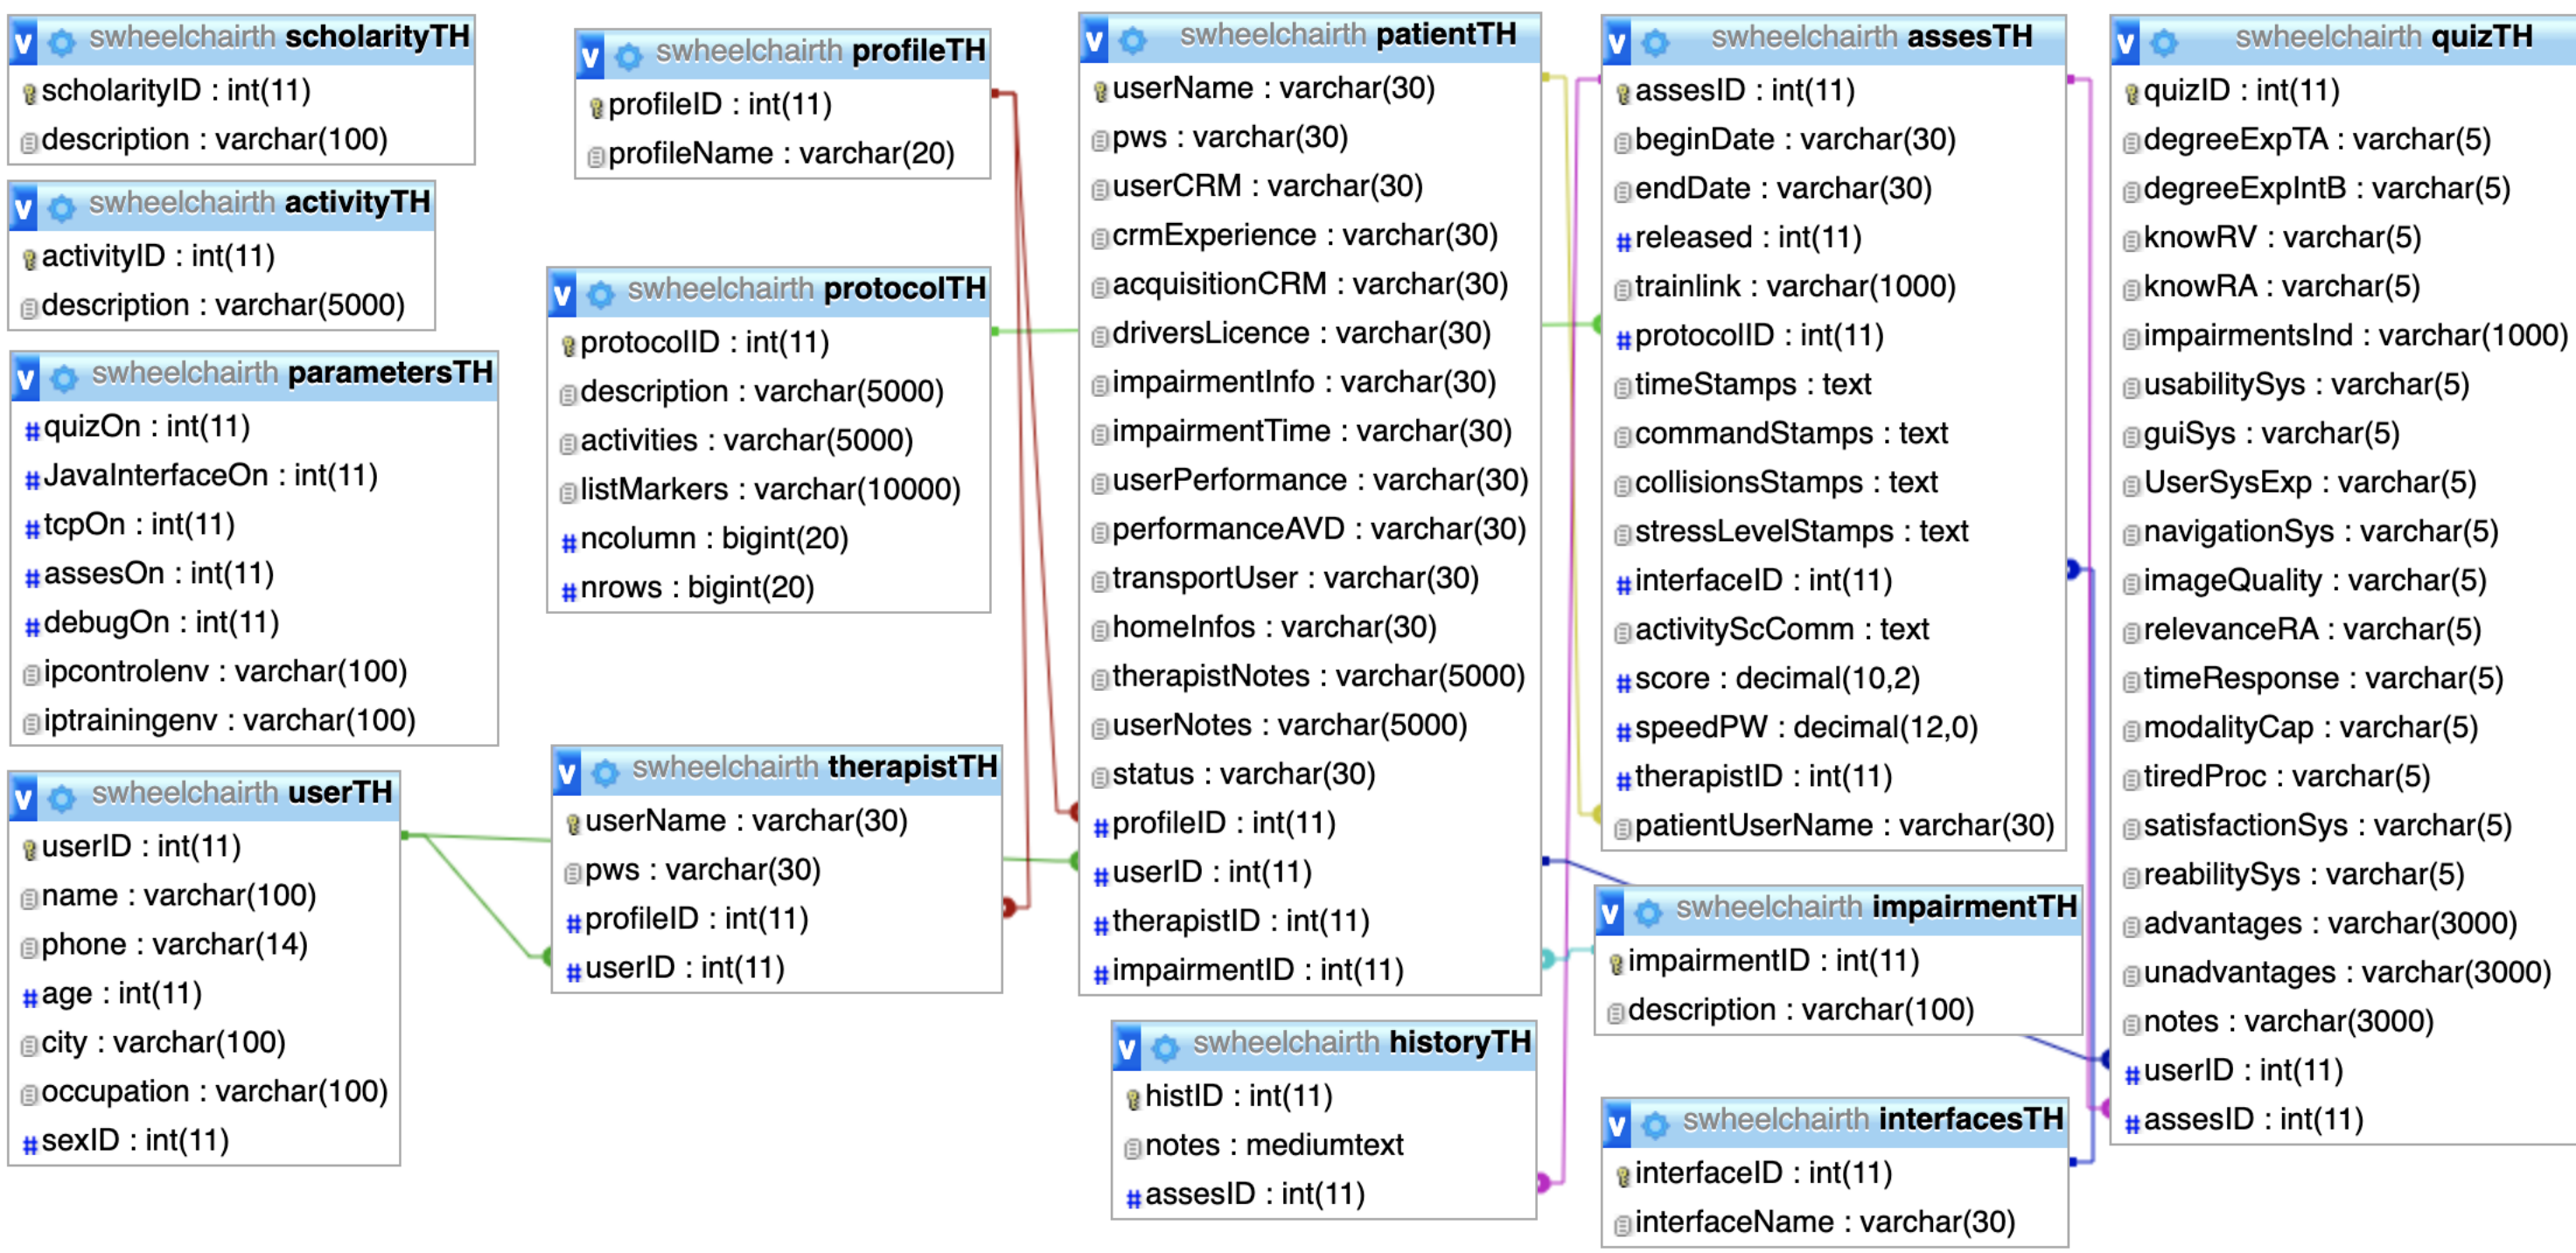 swheelchairth scholarityTH
scholarityID : int(11)
description : varchar(100)
swheelchairth activityTH
activityID : int(11)
description : varchar(5000)
swheelchairth parametersTH
quizOn : int(11)
JavaInterfaceOn : int(11)
tcpOn : int(11)
assesOn : int(11)
debugOn : int(11)
ipcontrolenv : varchar(100)
iptrainingenv : varchar(100)
swheelchairth userTH
userID : int(11)
name : varchar(100)
phone : varchar(14)
age : int(11)
city : varchar(100)
occupation : varchar(100)
sexID : int(11)
swheelchairth profileTH
profileID : int(11)
profileName : varchar(20)
swheelchairth protocolTH
protocolID : int(11)
description : varchar(5000)
activities : varchar(5000)
listMarkers : varchar(10000)
ncolumn : bigint(20)
nrows : bigint(20)
swheelchairth therapistTH
userName : varchar(30)
pws : varchar(30)
profileID : int(11)
userID : int(11)
swheelchairth patientTH
userName : varchar(30)
pws : varchar(30)
userCRM : varchar(30)
crmExperience : varchar(30)
acquisitionCRM : varchar(30)
driversLicence : varchar(30)
impairmentInfo : varchar(30)
impairmentTime : varchar(30)
userPerformance : varchar(30)
performanceAVD : varchar(30)
transportUser : varchar(30)
homeInfos : varchar(30)
therapistNotes : varchar(5000)
userNotes : varchar(5000)
status : varchar(30)
profileID : int(11)
userID : int(11)
therapistID : int(11)
impairmentID : int(11)
swheelchairth historyTH
histID : int(11)
notes : mediumtext
assesID : int(11)
swheelchairth assesTH
assesID : int(11)
beginDate : varchar(30)
endDate : varchar(30)
released : int(11)
trainlink : varchar(1000)
protocolID : int(11)
timeStamps : text
commandStamps : text
collisionsStamps : text
stressLevelStamps : text
interfaceID : int(11)
activityScComm : text
score : decimal(10,2)
speedPW : decimal(12,0)
therapistID : int(11)
patientUserName : varchar(30)
swheelchairth impairmentTH
impairmentID : int(11)
description : varchar(100)
swheelchairth interfacesTH
interfaceID : int(11)
interfaceName : varchar(30)
swheelchairth quizTH
quizID : int(11)
degreeExpTA : varchar(5)
degreeExpIntB : varchar(5)
knowRV : varchar(5)
knowRA : varchar(5)
impairmentsInd : varchar(1000)
usabilitySys : varchar(5)
guiSys : varchar(5)
UserSysExp : varchar(5)
navigationSys : varchar(5)
imageQuality : varchar(5)
relevanceRA : varchar(5)
timeResponse : varchar(5)
modalityCap : varchar(5)
tiredProc : varchar(5)
satisfactionSys : varchar(5)
reabilitySys : varchar(5)
advantages : varchar(3000)
unadvantages : varchar(3000)
notes : varchar(3000)
userID : int(11)
assesID : int(11)